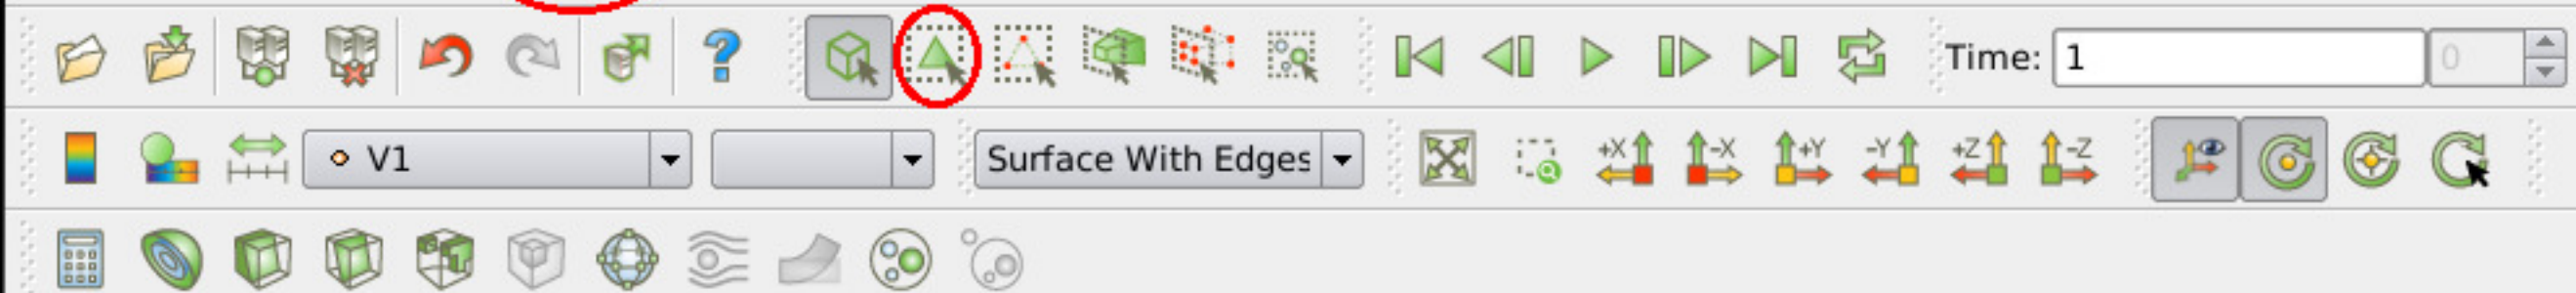 Time: 1 0
V1 Surface With Edges +X -X +Y -Y +Z -Z